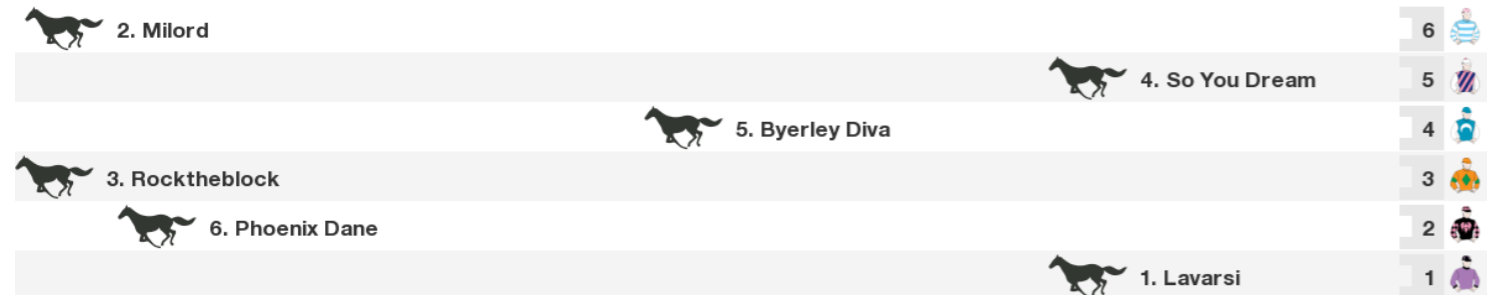 2. Milord 6
4. So You Dream 5
5. Byerley Diva 4
3. Rocktheblock 3
6. Phoenix Dane 2
1. Lavarsi 1